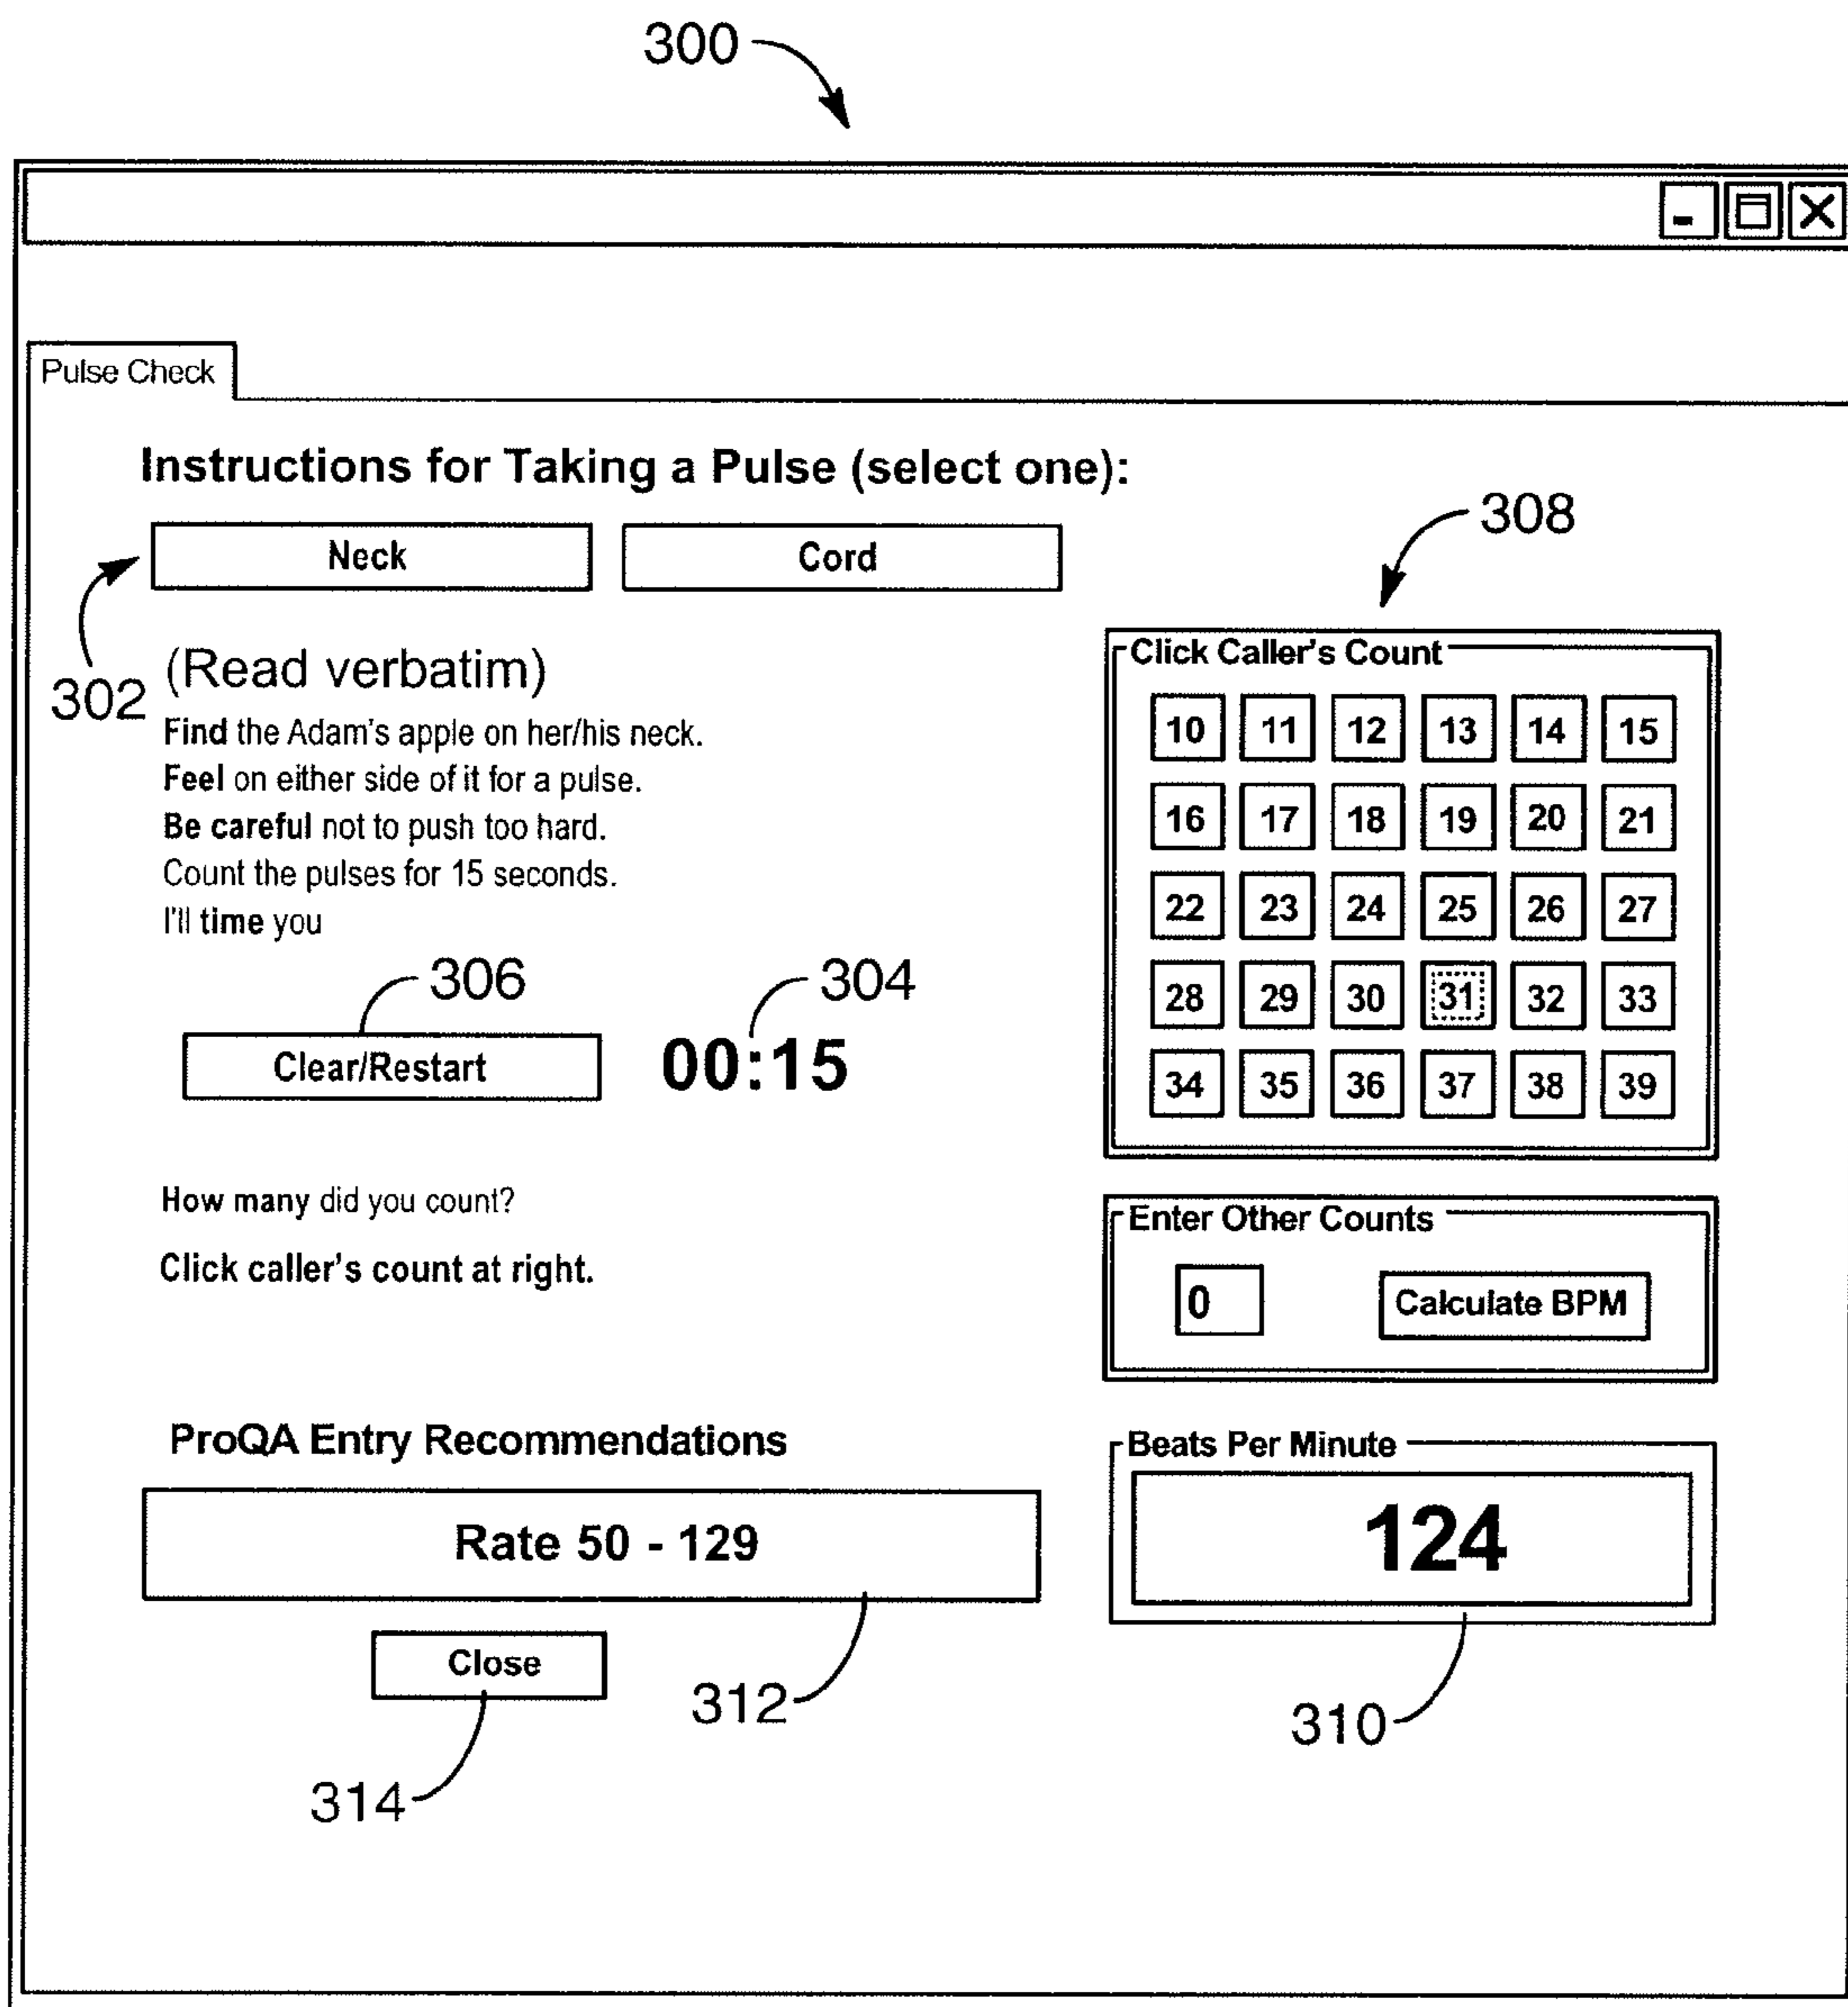 300
Pulse Check
Instructions for Taking a Pulse (select one):
Neck
Cord
302
(Read verbatim)
Find the Adam's apple on her/his neck.
Feel on either side of it for a pulse.
Be careful not to push too hard.
Count the pulses for 15 seconds.
I'll time you
306
304
Clear/Restart
00:15
How many did you count?
Click caller's count at right.
308
Click Caller's Count
10 11 12 13 14 15
16 17 18 19 20 21
22 23 24 25 26 27
28 29 30 31 32 33
34 35 36 37 38 39
Enter Other Counts
0
Calculate BPM
ProQA Entry Recommendations
Rate 50 - 129
Close
312
314
Beats Per Minute
124
310